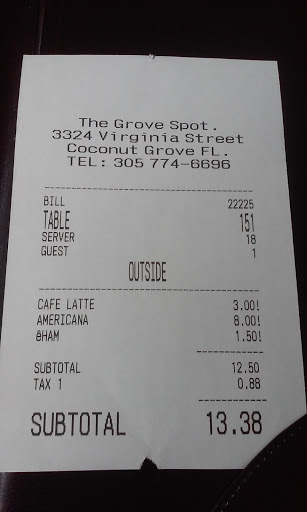 The Grove Spot.
3324 Virginia Street
Coconut Grove FL.
TEL: 305 774-6696
BILL 22225
TABLE 151
SERVER 18
GUEST 1
OUTSIDE
CAFE LATTE 3.00!
AMERICANA 8.00!
@HAM 1.50!
SUBTOTAL 12.50
TAX 1 0.88
SUBTOTAL 13.38